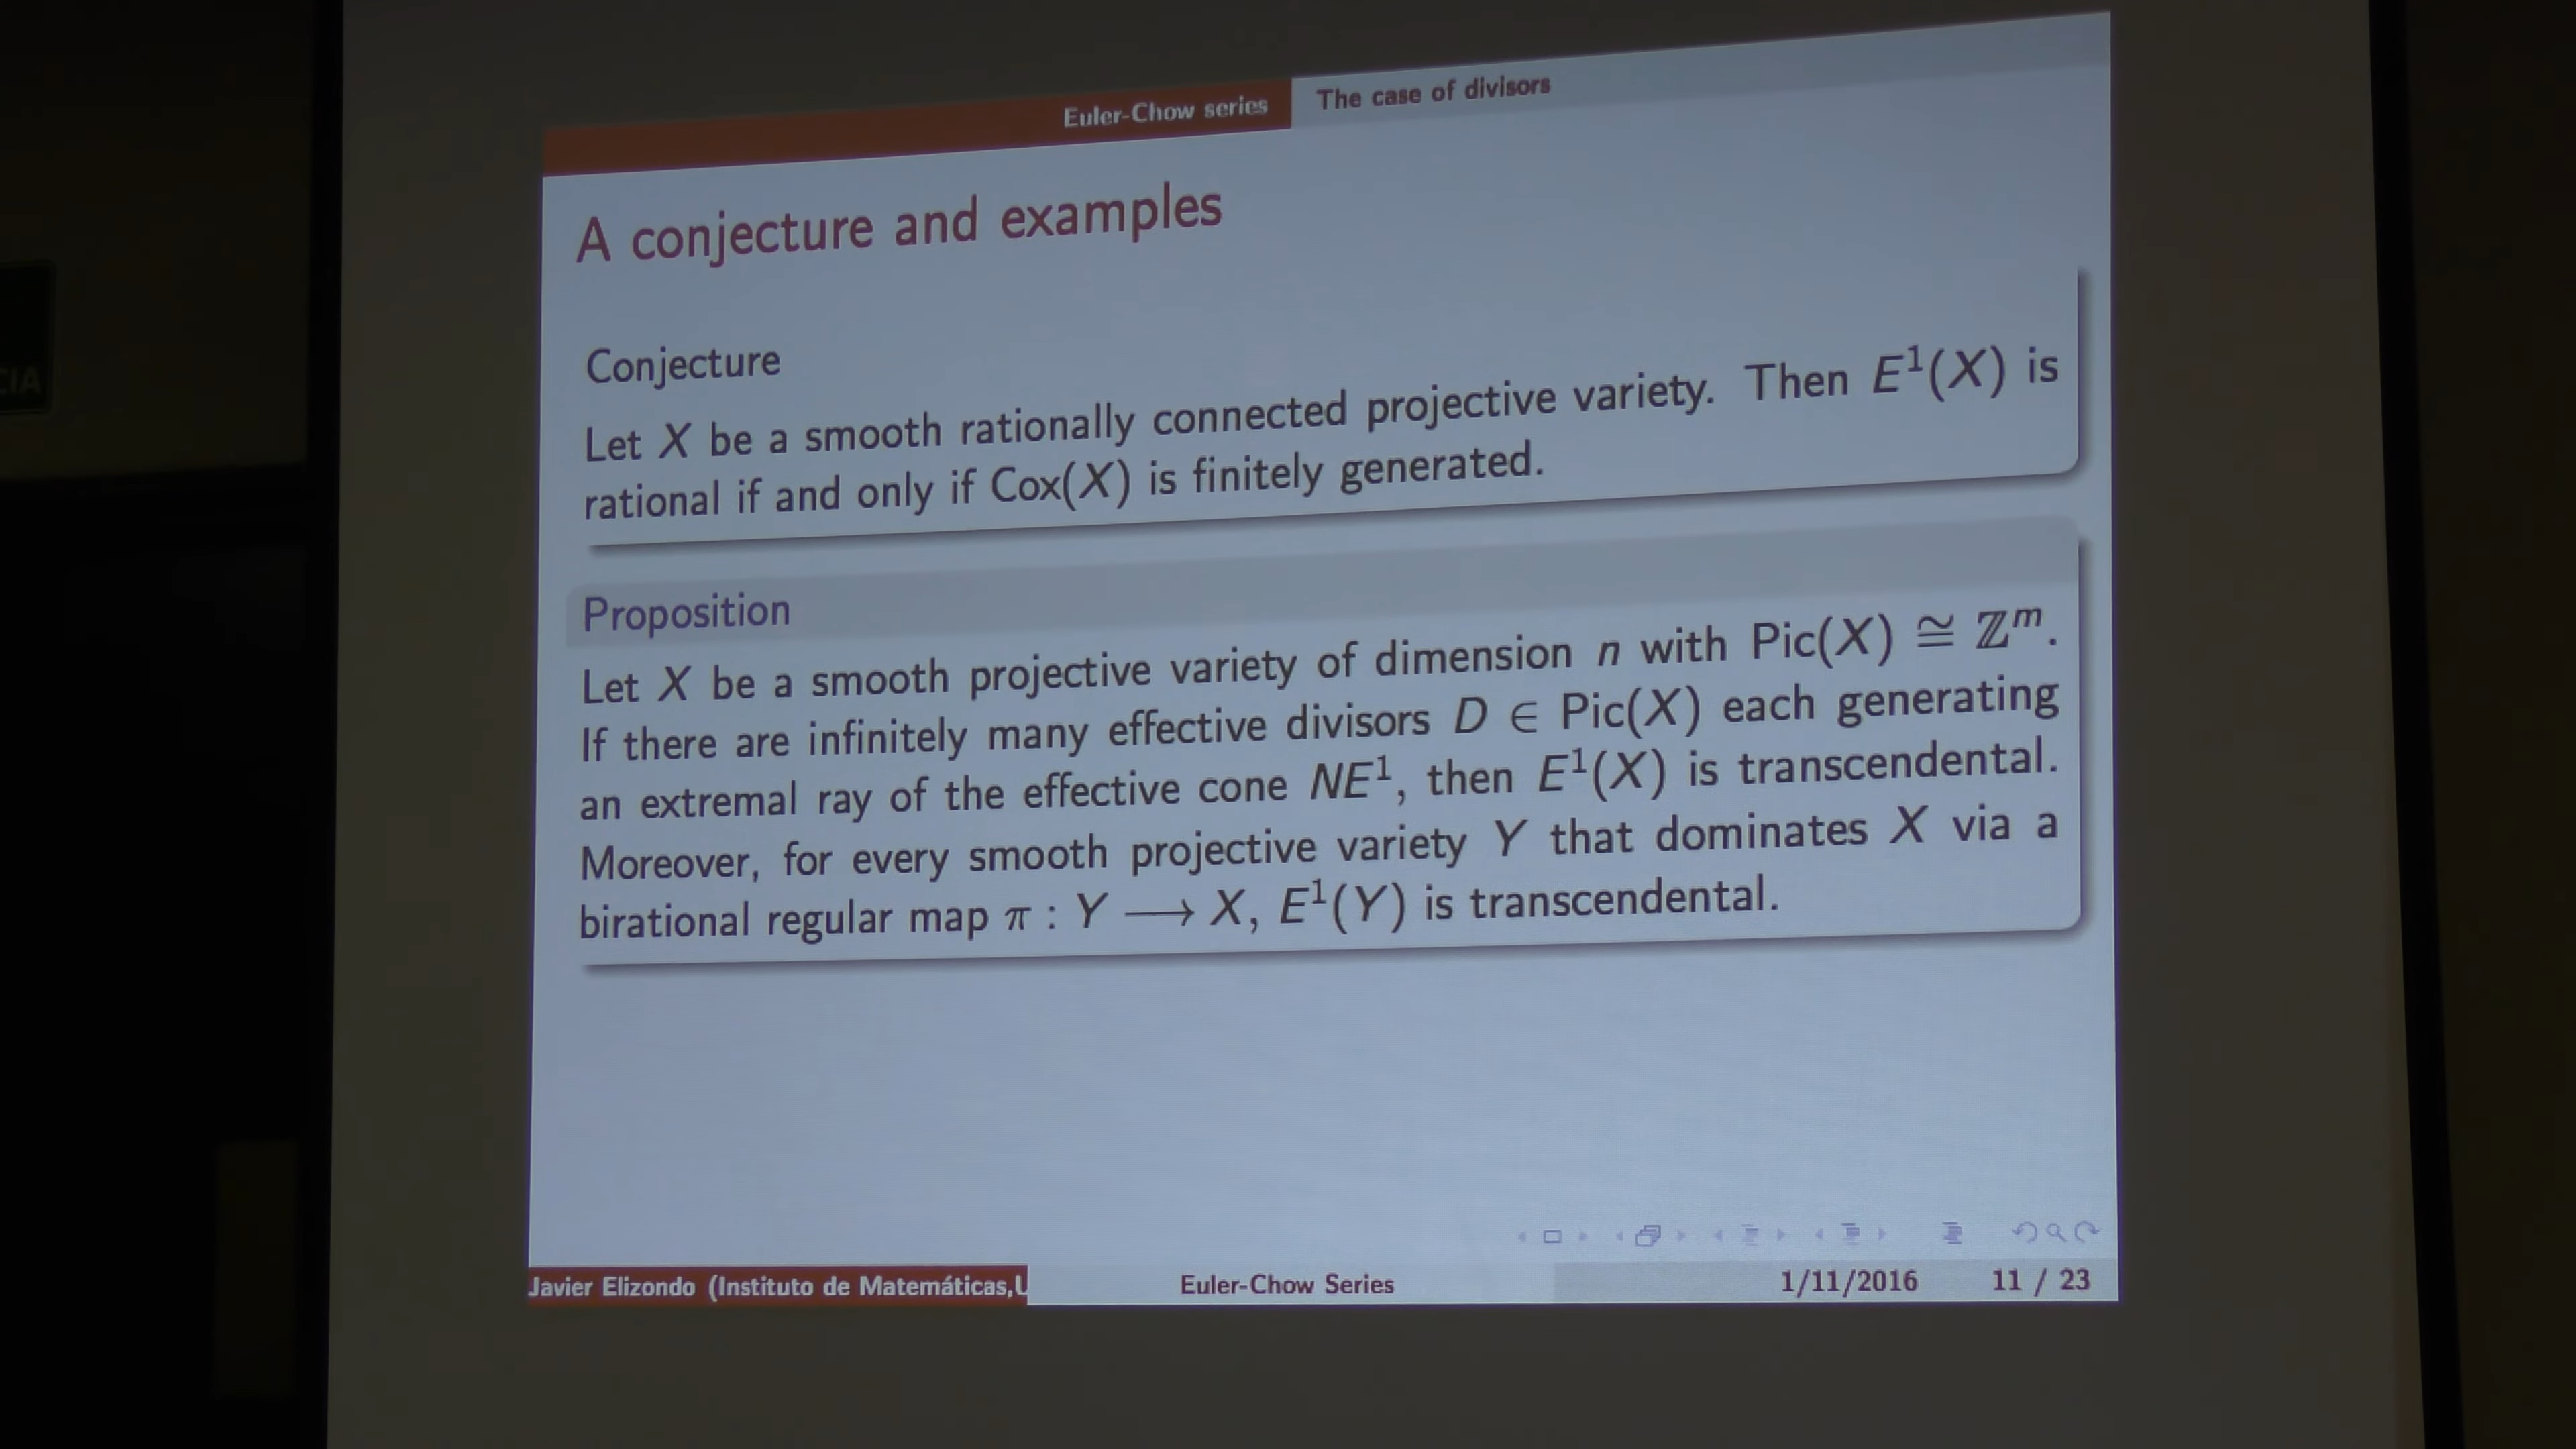 CIA
Euler-Chow series
The case of divisors
A conjecture and examples
Conjecture
Let X be a smooth rationally connected projective variety. Then E¹(X) is
rational if and only if Cox(X) is finitely generated.
Proposition
Let X be a smooth projective variety of dimension n with Pic(X) ≅ ℤᵐ.
If there are infinitely many effective divisors D ∈ Pic(X) each generating
an extremal ray of the effective cone NE¹, then E¹(X) is transcendental.
Moreover, for every smooth projective variety Y that dominates X via a
birational regular map π : Y ⟶ X, E¹(Y) is transcendental.
Javier Elizondo (Instituto de Matemáticas,U
Euler-Chow Series
1/11/2016
11 / 23